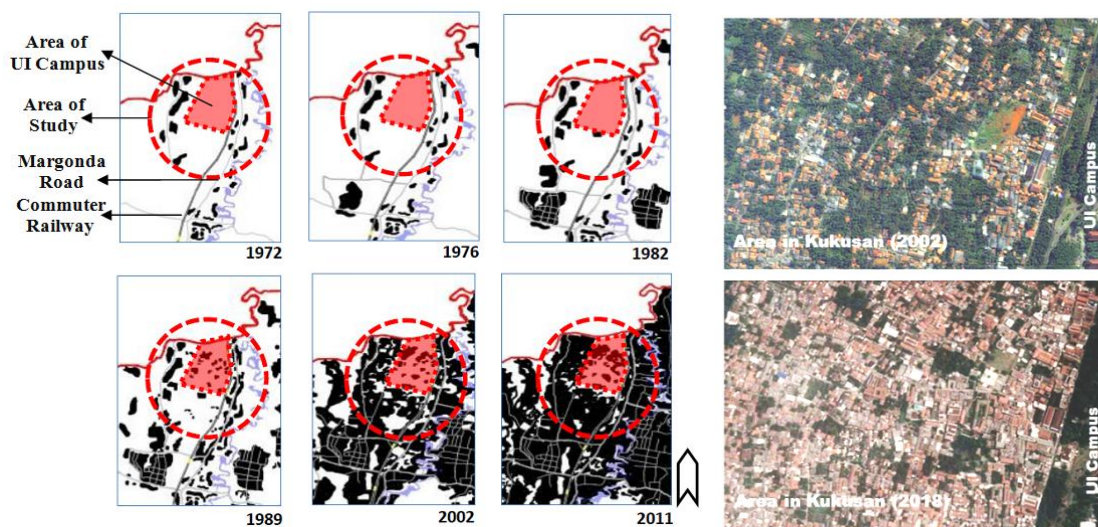 Area of
UI Campus
Area of
Study
Margonda
Road
Commuter
Railway
1972
1976
1982
1989
2002
2011
Area in Kukusan (2002)
UI Campus
Area in Kukusan (2018)
UI Campus